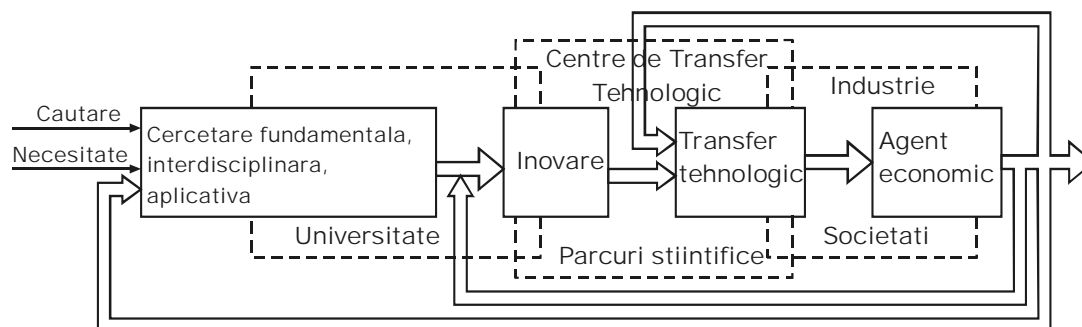 Centre de Transfer
Tehnologic
Industrie
Cautare
Necesitate
Cercetare fundamentala,
interdisciplinara,
aplicativa
Inovare
Transfer
tehnologic
Agent
economic
Universitate
Parcuri stiintifice
Societati